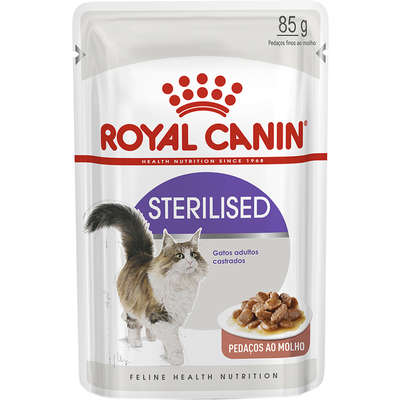 85 g
Pedaços finos ao molho
ROYAL CANIN®
HEALTH NUTRITION SINCE 1968
STERILISED
Gatos adultos
castrados
PEDAÇOS AO MOLHO
FELINE HEALTH NUTRITION